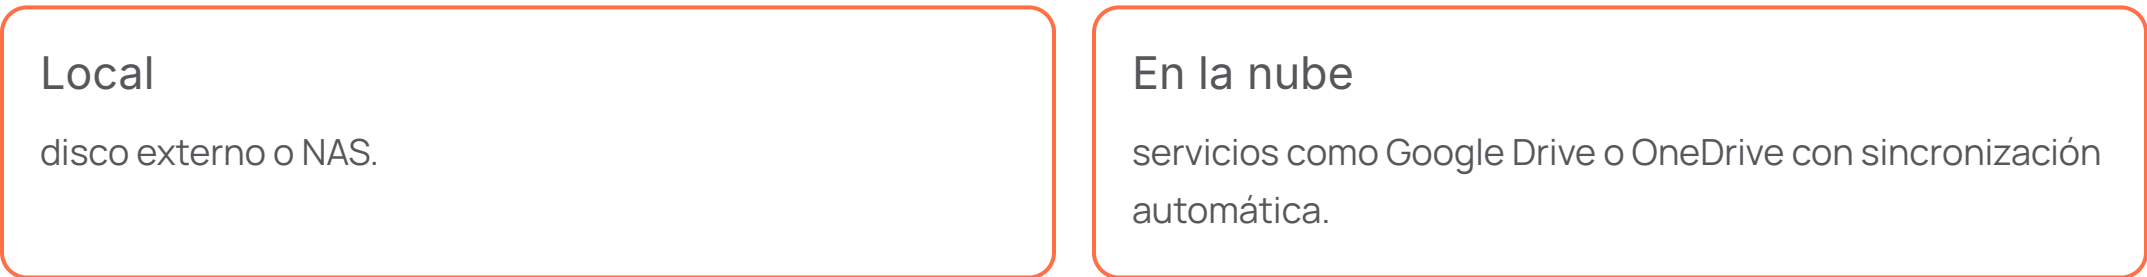 Local
disco externo o NAS.
En la nube
servicios como Google Drive o OneDrive con sincronización
automática.